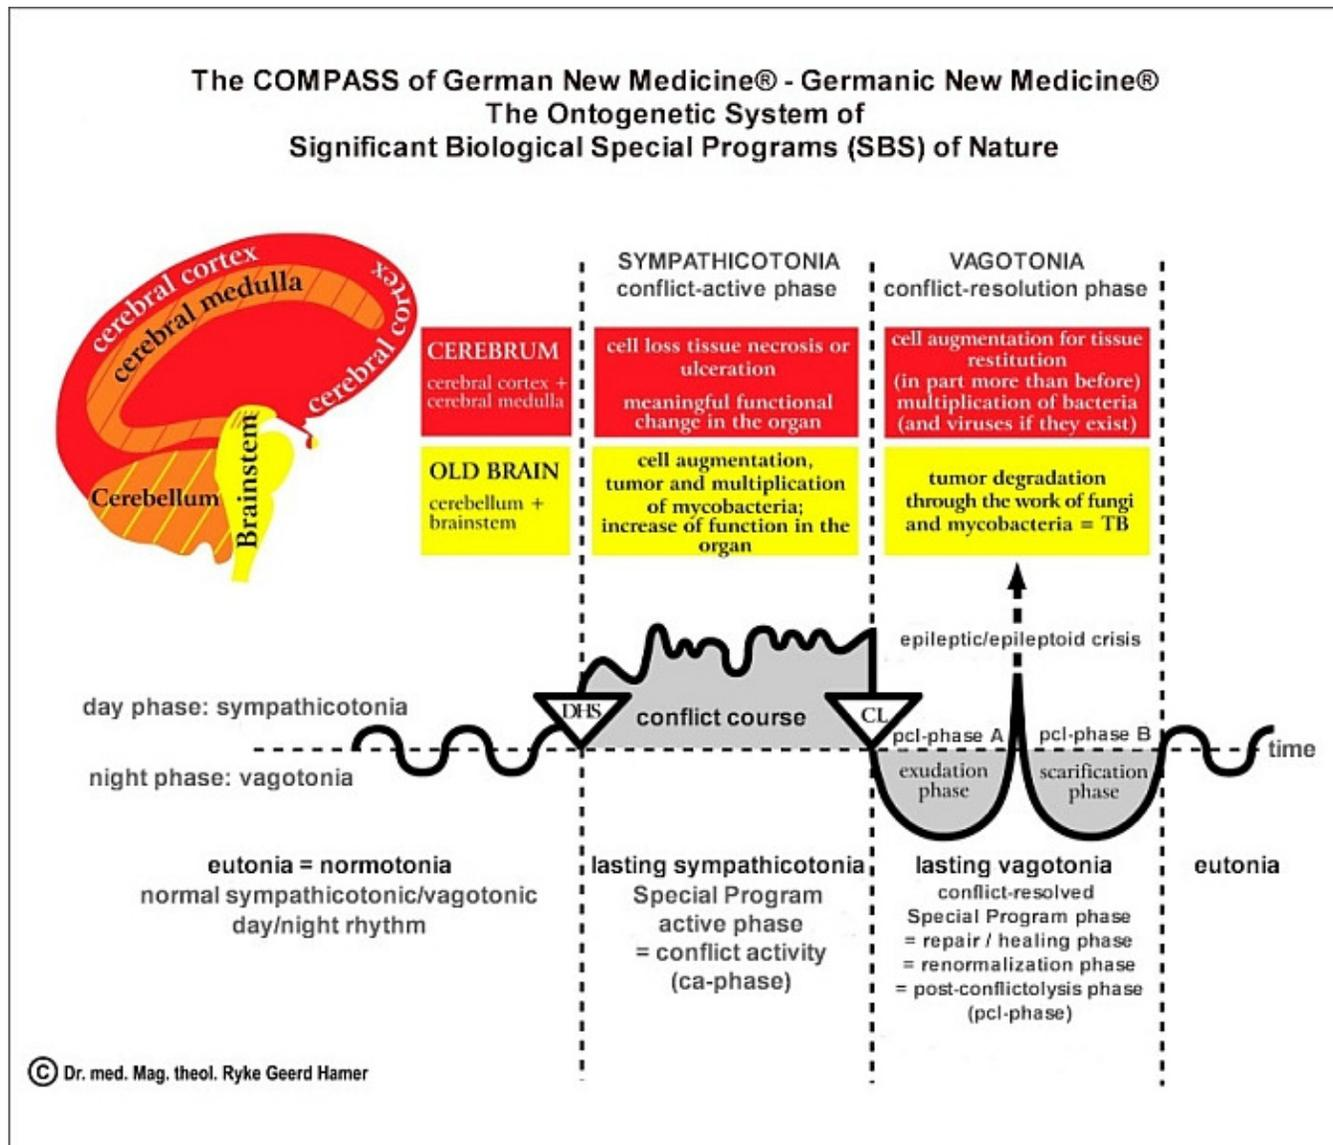 The COMPASS of German New Medicine® - Germanic New Medicine®
The Ontogenetic System of
Significant Biological Special Programs (SBS) of Nature
cerebral cortex
cerebral medulla
cerebral cortex
cerebral cortex
Cerebellum
Brainstem
SYMPATHICOTONIA
conflict-active phase
VAGOTONIA
conflict-resolution phase
CEREBRUM
cerebral cortex +
cerebral medulla
cell loss tissue necrosis or
ulceration
meaningful functional
change in the organ
cell augmentation for tissue
restitution
(in part more than before)
multiplication of bacteria
(and viruses if they exist)
OLD BRAIN
cerebellum +
brainstem
cell augmentation,
tumor and multiplication
of mycobacteria;
increase of function in the
organ
tumor degradation
through the work of fungi
and mycobacteria = TB
epileptic/epileptoid crisis
day phase: sympathicotonia
DHS
conflict course
CL
pcl-phase A
pcl-phase B
time
night phase: vagotonia
exudation
phase
scarification
phase
eutonia = normotonia
normal sympathicotonic/vagotonic
day/night rhythm
lasting sympathicotonia
Special Program
active phase
= conflict activity
(ca-phase)
lasting vagotonia
conflict-resolved
Special Program phase
= repair / healing phase
= renormalization phase
= post-conflictolysis phase
(pcl-phase)
eutonia
© Dr. med. Mag. theol. Ryke Geerd Hamer